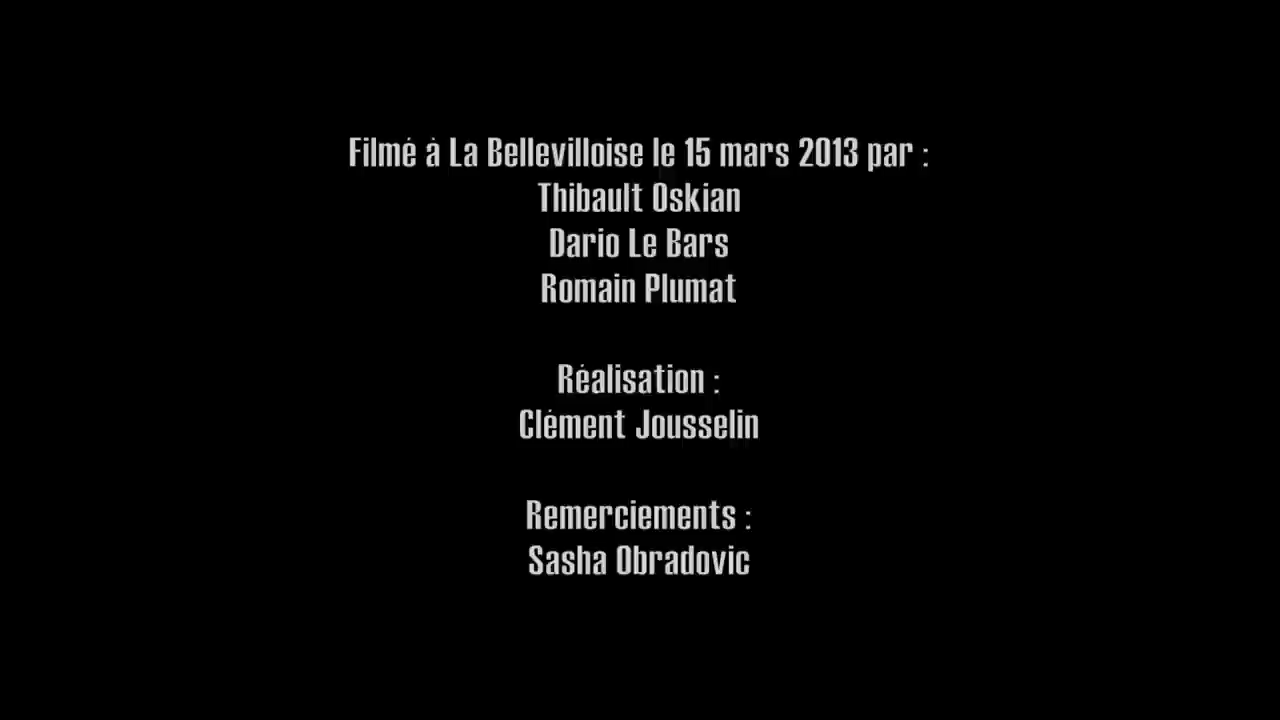 Filmé à La Bellevilloise le 15 mars 2013 par :
Thibault Oskian
Dario Le Bars
Romain Plumat
Réalisation :
Clément Jousselin
Remerciements :
Sasha Obradovic